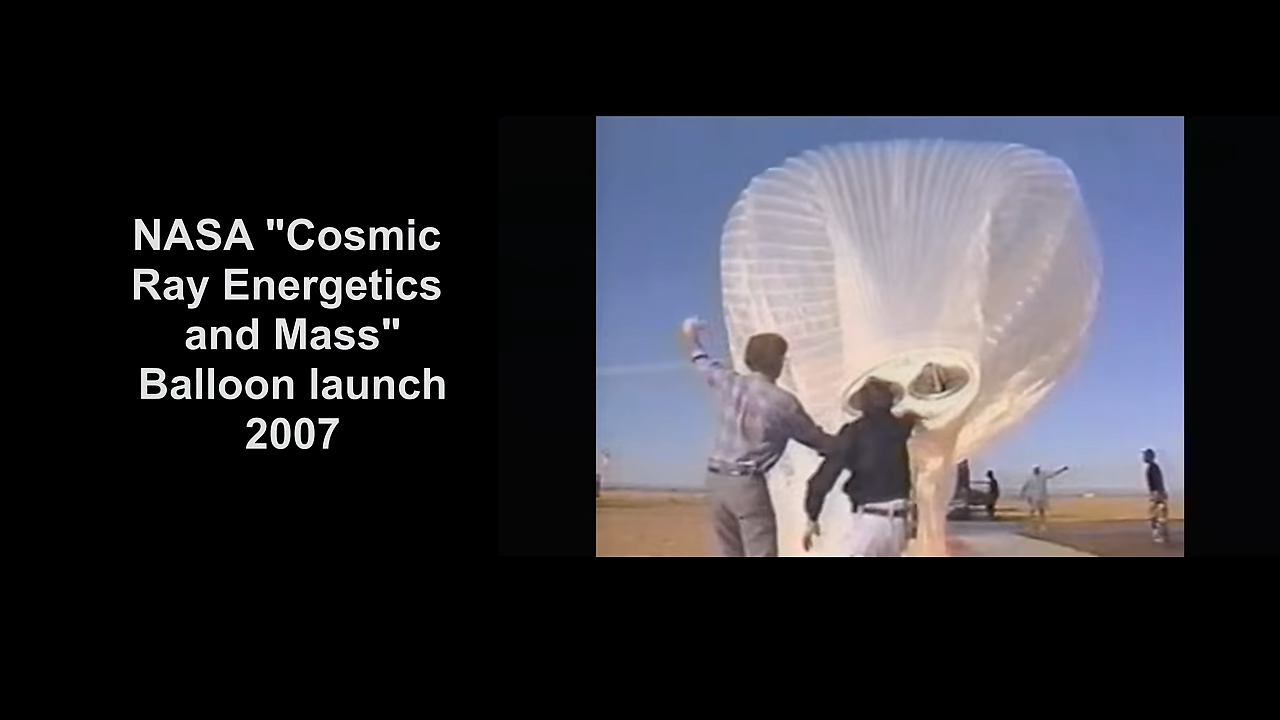 NASA "Cosmic
Ray Energetics
and Mass"
Balloon launch
2007